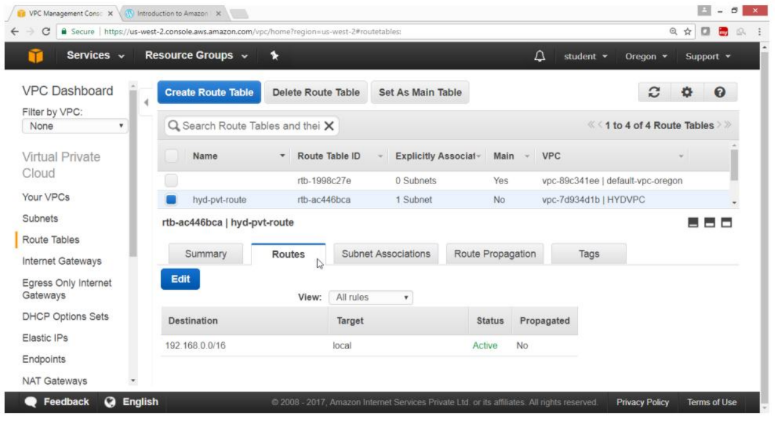 VPC Management Conso
Introduction to Amazon
Secure | https://us-west-2.console.aws.amazon.com/vpc/home?region=us-west-2#routetables:
Services Resource Groups student Oregon Support
VPC Dashboard
Filter by VPC:
None
Virtual Private Cloud
Your VPCs
Subnets
Route Tables
Internet Gateways
Egress Only Internet Gateways
DHCP Options Sets
Elastic IPs
Endpoints
NAT Gateways
Create Route Table Delete Route Table Set As Main Table
Search Route Tables and thei X
1 to 4 of 4 Route Tables
Name Route Table ID Explicitly Associat Main VPC
rtb-1998c27e 0 Subnets Yes vpc-89c341ee | default-vpc-oregon
hyd-pvt-route rtb-ac446bca 1 Subnet No vpc-7d934d1b | HYDVPC
rtb-ac446bca | hyd-pvt-route
Summary Routes Subnet Associations Route Propagation Tags
Edit
View: All rules
Destination Target Status Propagated
192.168.0.0/16 local Active No
Feedback English © 2008 - 2017, Amazon Internet Services Private Ltd. or its affiliates. All rights reserved. Privacy Policy Terms of Use